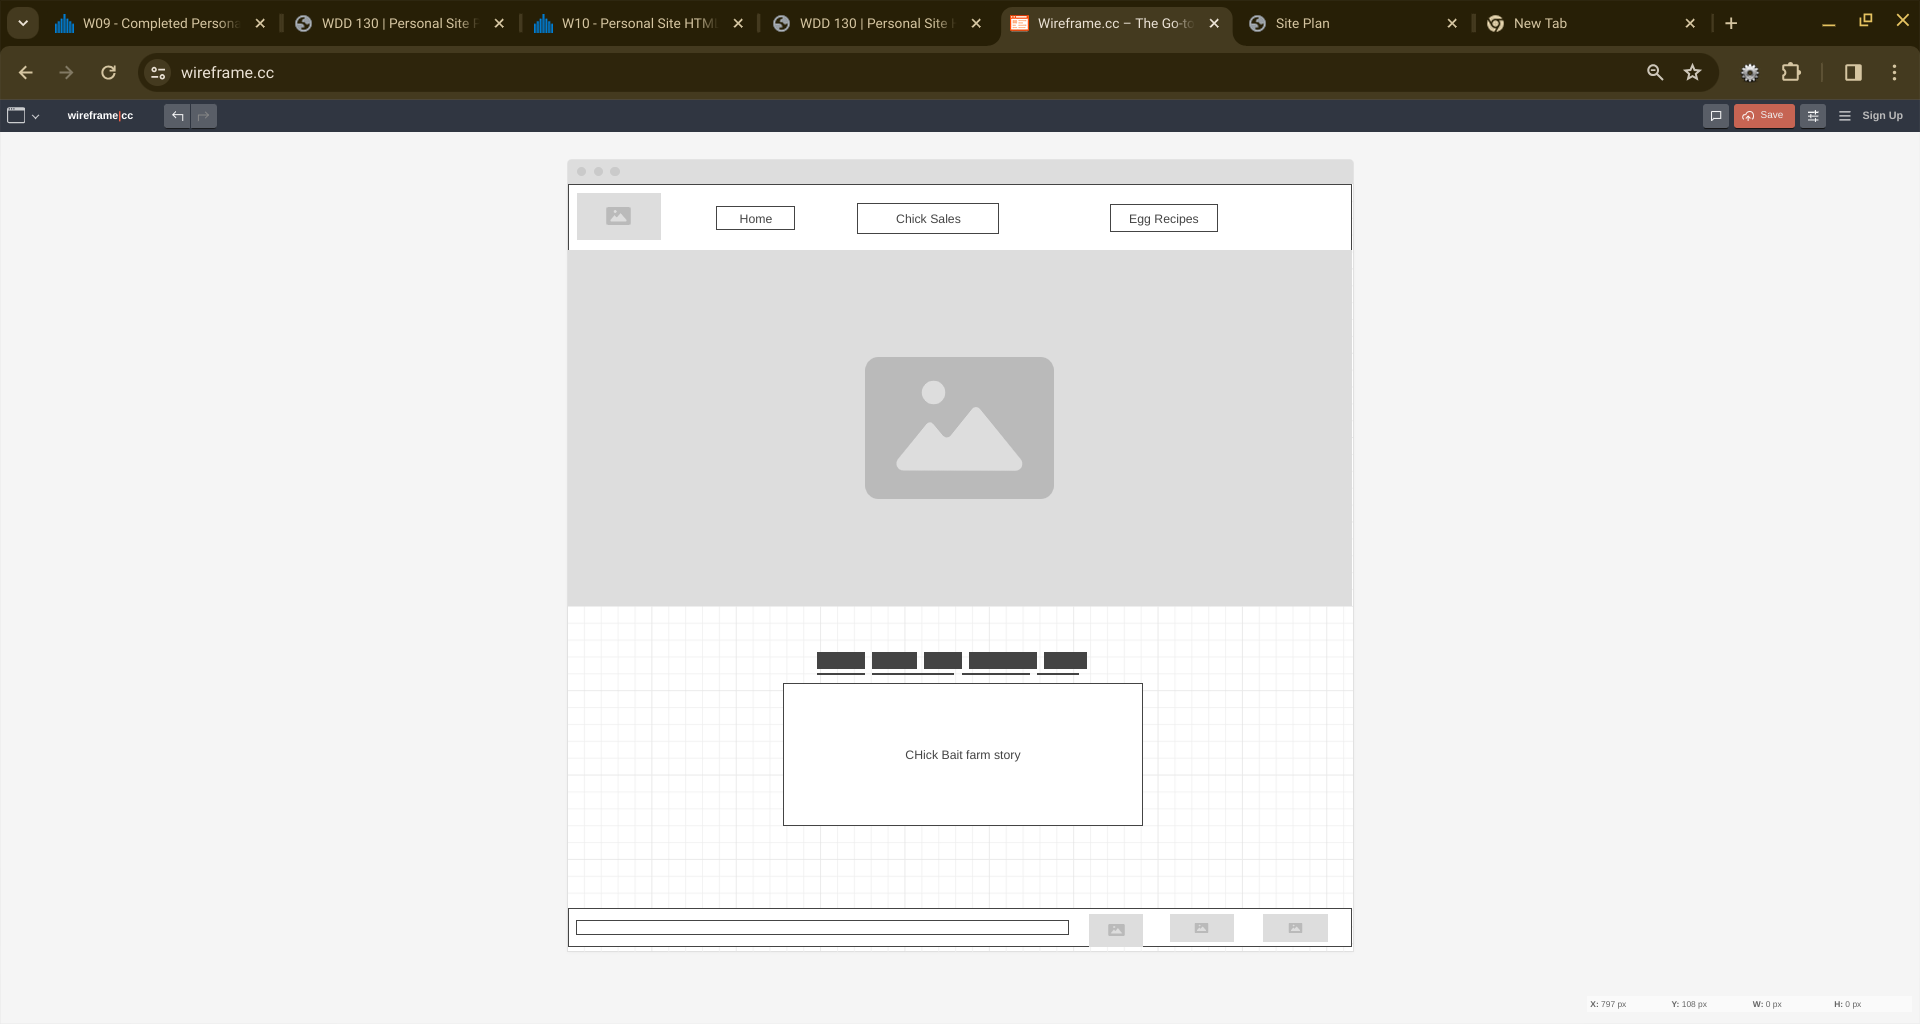 W09 - Completed Persona
WDD 130 | Personal Site
W10 - Personal Site HTML
WDD 130 | Personal Site
Wireframe.cc – The Go-to
Site Plan
New Tab
wireframe.cc
wireframe|cc
Save
Sign Up
Home
Chick Sales
Egg Recipes
CHick Bait farm story
X: 797 px
Y: 108 px
W: 0 px
H: 0 px